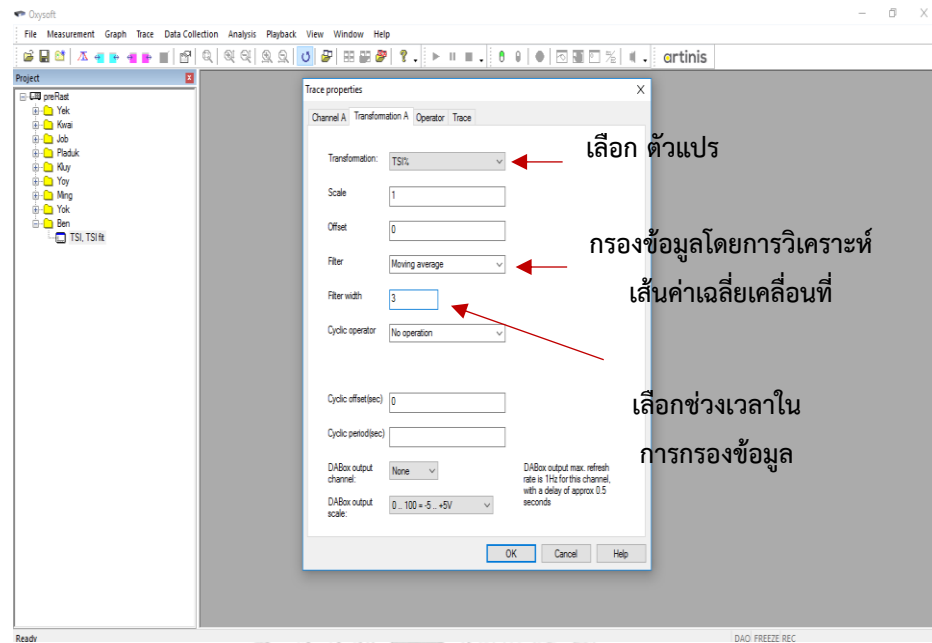 Oxysoft
File Measurement Graph Trace Data Collection Analysis Playback View Window Help
artinis
Project
preRast
Yek
Kwai
Job
Pladuk
Kluy
Yoy
Ming
Yok
Ben
TSI, TSI fit
Trace properties
Channel A Transformation A Operator Trace
Transformation: TSI%
เลือก ตัวแปร
Scale 1
Offset 0
Filter Moving average
กรองข้อมูลโดยการวิเคราะห์
เส้นค่าเฉลี่ยเคลื่อนที่
Filter width 3
Cyclic operator No operation
Cyclic offset(sec) 0
เลือกช่วงเวลาใน
การกรองข้อมูล
Cyclic period(sec)
DABox output
channel: None
DABox output max. refresh
rate is 1Hz for this channel,
with a delay of approx 0.5
seconds
DABox output
scale: 0 .. 100 = -5 .. +5V
OK Cancel Help
Ready
DAQ FREEZE REC